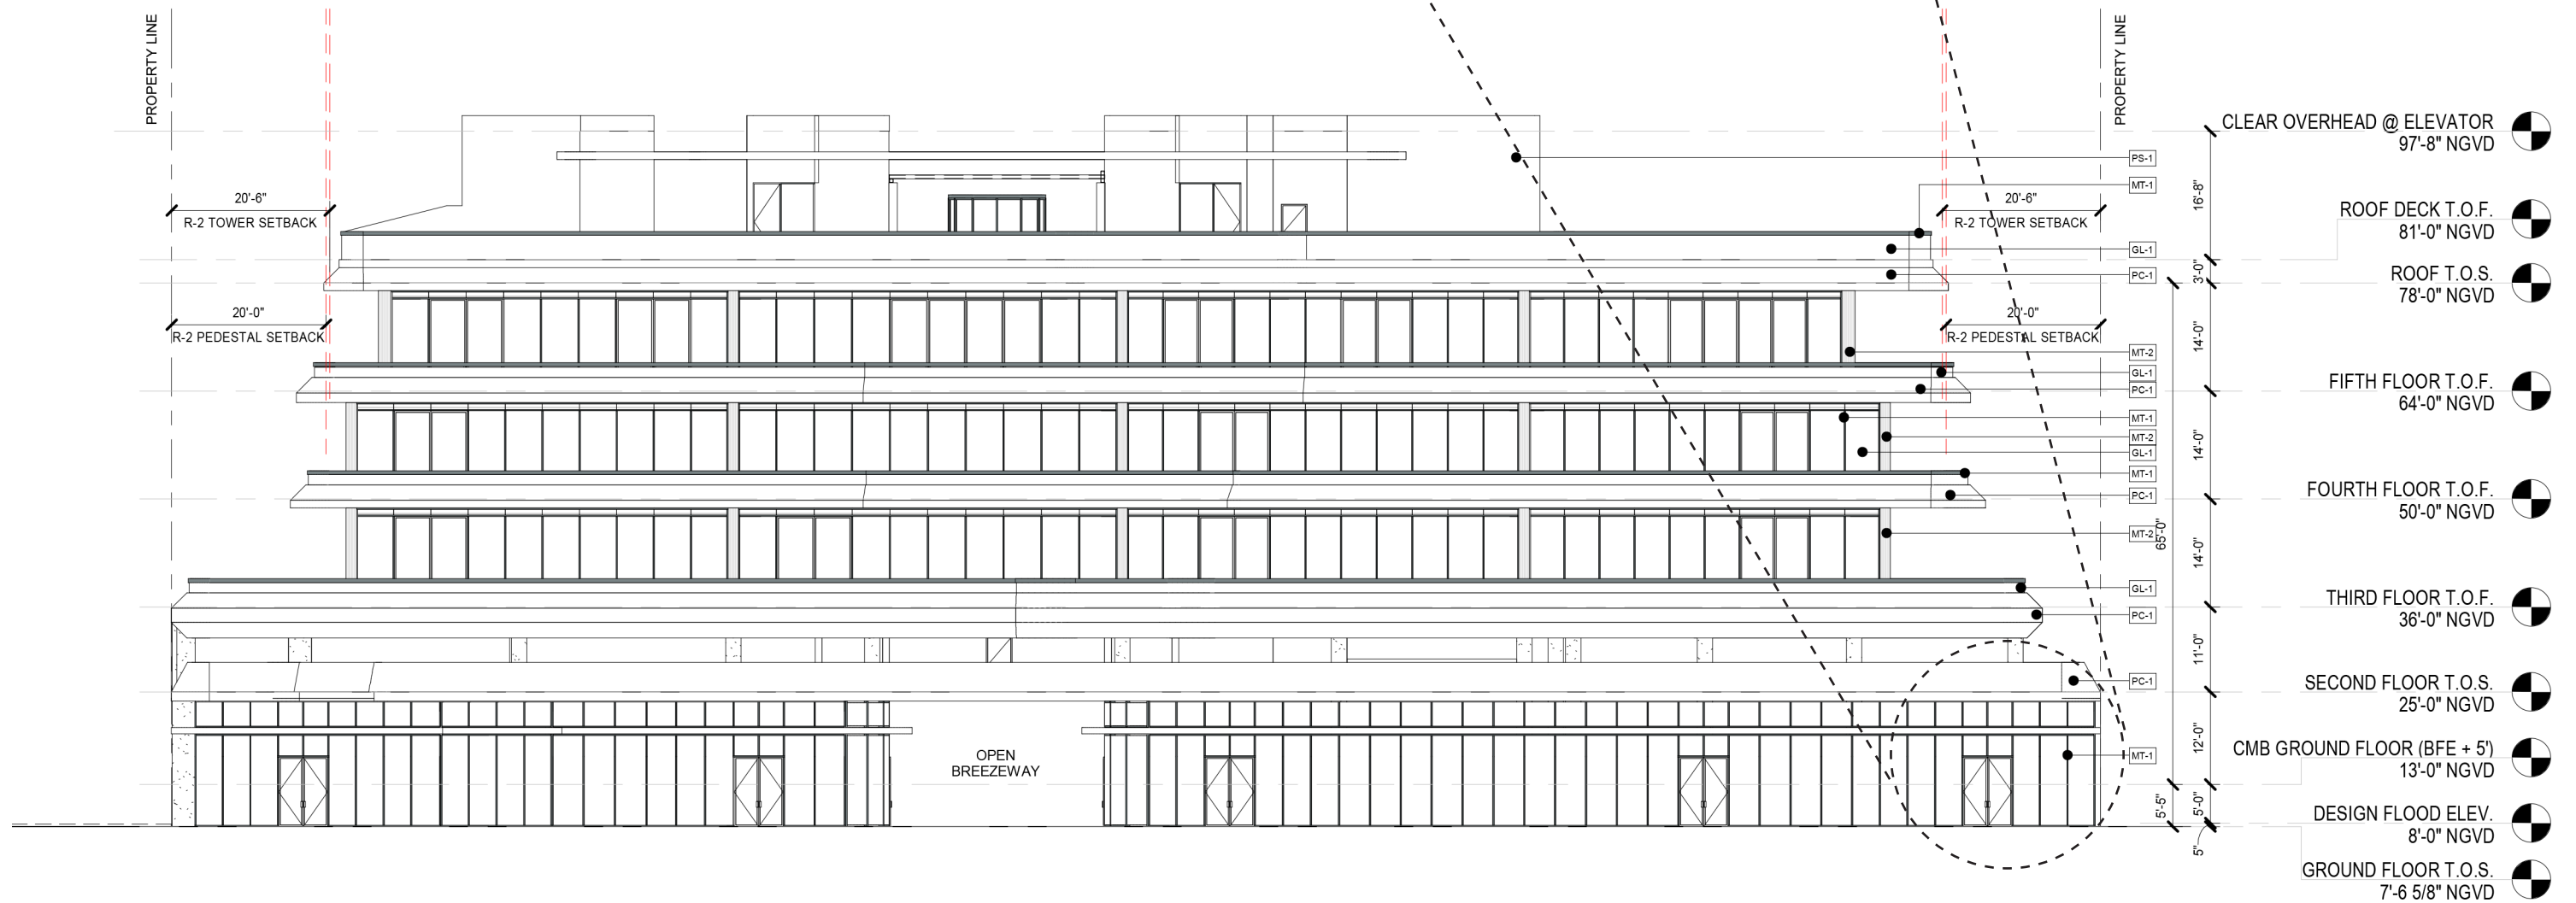 PROPERTY LINE
PROPERTY LINE
20'-6"
R-2 TOWER SETBACK
20'-0"
R-2 PEDESTAL SETBACK
20'-6"
R-2 TOWER SETBACK
20'-0"
R-2 PEDESTAL SETBACK
OPEN
BREEZEWAY
PS-1
MT-1
GL-1
PC-1
MT-2
GL-1
PC-1
MT-1
MT-2
GL-1
MT-1
PC-1
MT-2
GL-1
PC-1
PC-1
MT-1
65'-0"
5'-5"
16'-8"
3'-0"
14'-0"
14'-0"
14'-0"
11'-0"
12'-0"
5'-0"
5"
CLEAR OVERHEAD @ ELEVATOR
97'-8" NGVD
ROOF DECK T.O.F.
81'-0" NGVD
ROOF T.O.S.
78'-0" NGVD
FIFTH FLOOR T.O.F.
64'-0" NGVD
FOURTH FLOOR T.O.F.
50'-0" NGVD
THIRD FLOOR T.O.F.
36'-0" NGVD
SECOND FLOOR T.O.S.
25'-0" NGVD
CMB GROUND FLOOR (BFE + 5')
13'-0" NGVD
DESIGN FLOOD ELEV.
8'-0" NGVD
GROUND FLOOR T.O.S.
7'-6 5/8" NGVD